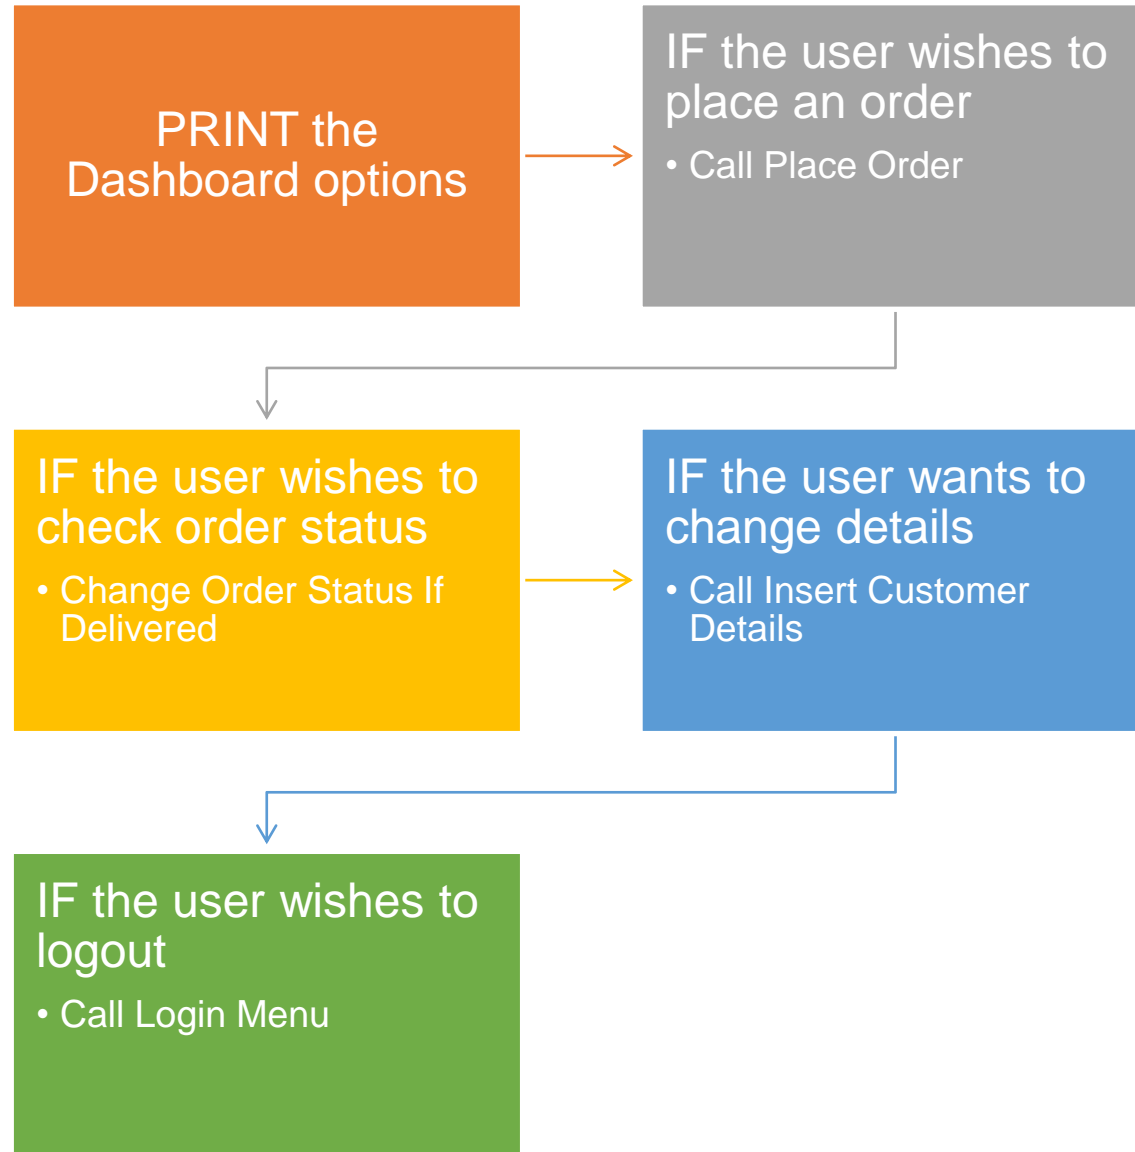 PRINT the
Dashboard options
IF the user wishes to
place an order
• Call Place Order
IF the user wishes to
check order status
• Change Order Status If
Delivered
IF the user wants to
change details
• Call Insert Customer
Details
IF the user wishes to
logout
• Call Login Menu